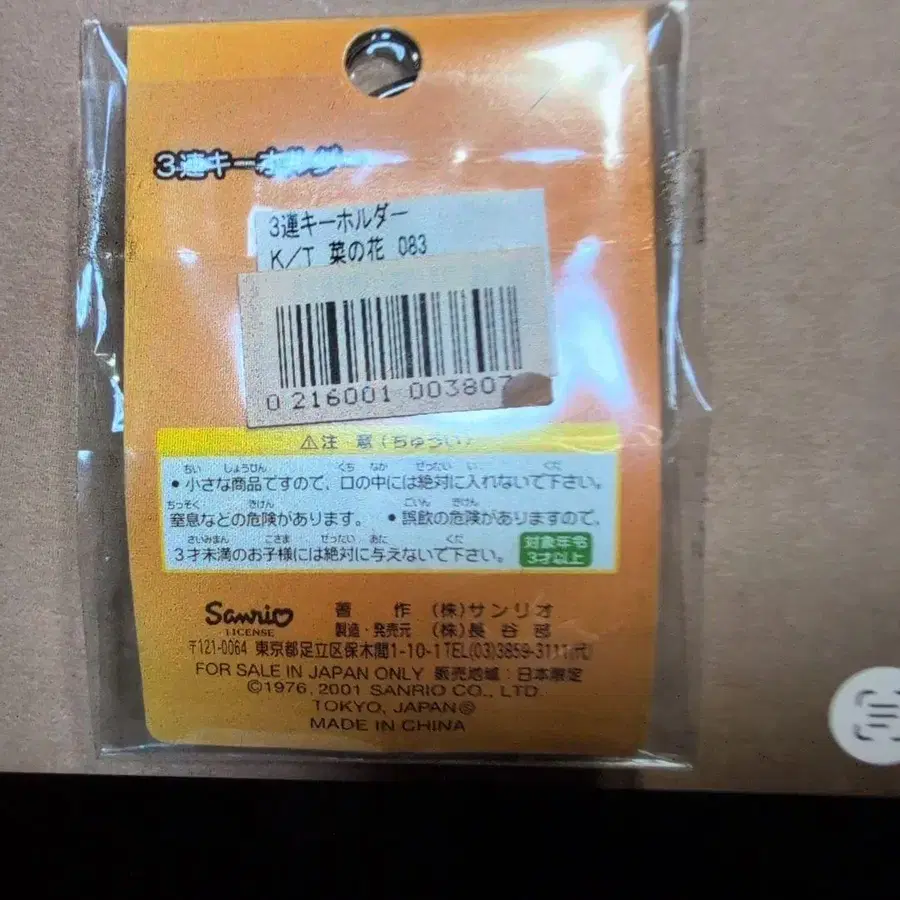 3連キーホルダー
3連キーホルダー
K/T 菜の花 083
0 216001 003807
⚠注 意 (ちゅうい)
ちい しょうひん くち なか ぜったい い くだ
• 小さな商品ですので、口の中には絶対に入れないで下さい。
ちっそく きけん ごいん きけん
窒息などの危険があります。 • 誤飲の危険がありますので、
さいみまん こさま ぜったい あた くだ
3才未満のお子様には絶対に与えないで下さい。
対象年令
3才以上
Sanrio
LICENSE
著 作 (株)サンリオ
製造・発売元 (株)長谷部
〒121-0064 東京都足立区保木間1-10-1 TEL(03)3859-3111(代)
FOR SALE IN JAPAN ONLY 販売地域:日本限定
©1976, 2001 SANRIO CO., LTD.
TOKYO, JAPAN Ⓢ
MADE IN CHINA